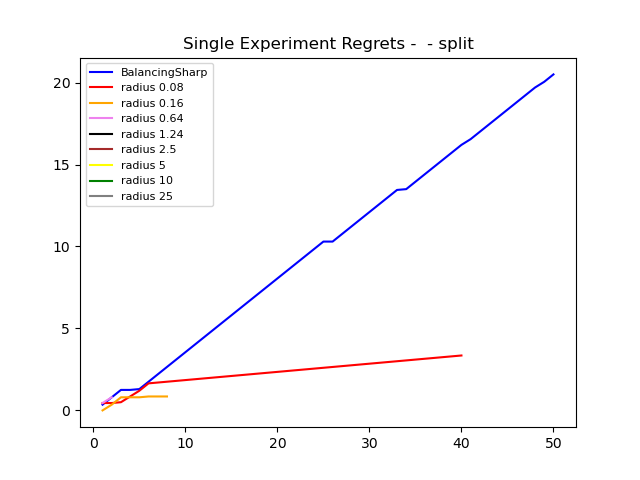 Single Experiment Regrets -  - split
BalancingSharp
radius 0.08
radius 0.16
radius 0.64
radius 1.24
radius 2.5
radius 5
radius 10
radius 25
20
15
10
5
0
0 10 20 30 40 50